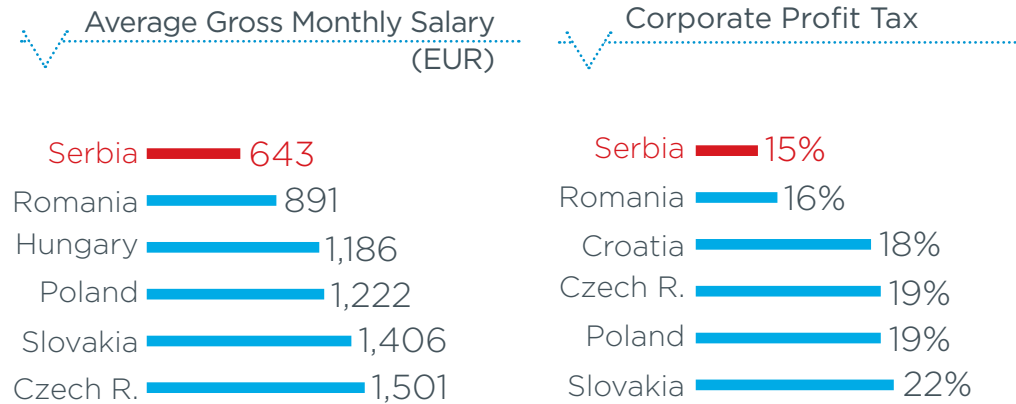 Average Gross Monthly Salary
(EUR)
Serbia 643
Romania 891
Hungary 1,186
Poland 1,222
Slovakia 1,406
Czech R. 1,501
Corporate Profit Tax
Serbia 15%
Romania 16%
Croatia 18%
Czech R. 19%
Poland 19%
Slovakia 22%